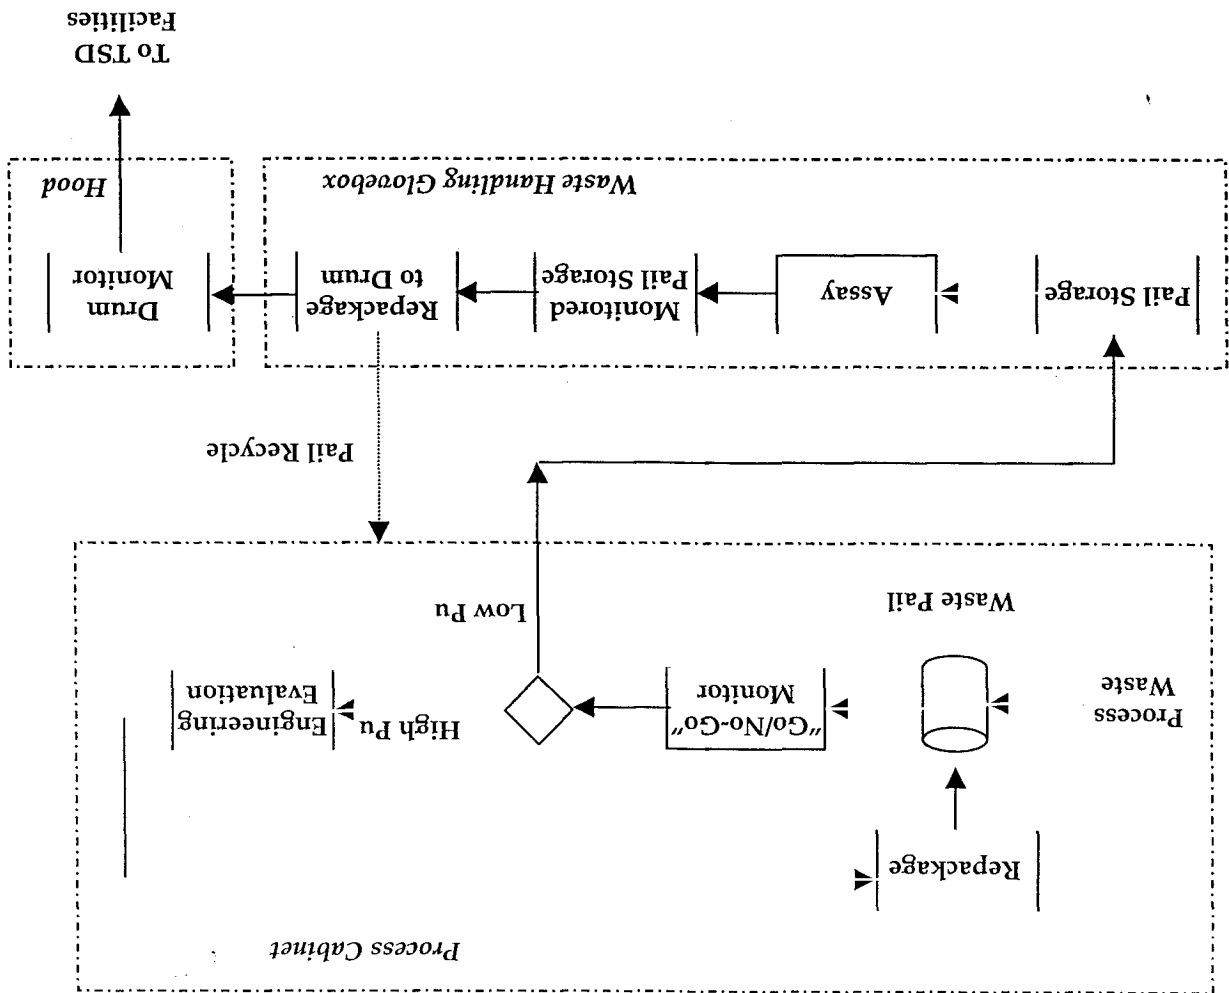 Process Cabinet
Repackage
Process
Waste
Waste Pail
"Go/No-Go"
Monitor
Low Pu
High Pu
Engineering
Evaluation
Pail Recycle
Pail Storage
Assay
Monitored
Pail Storage
Repackage
to Drum
Drum
Monitor
Waste Handling Glovebox
Hood
To TSD
Facilities